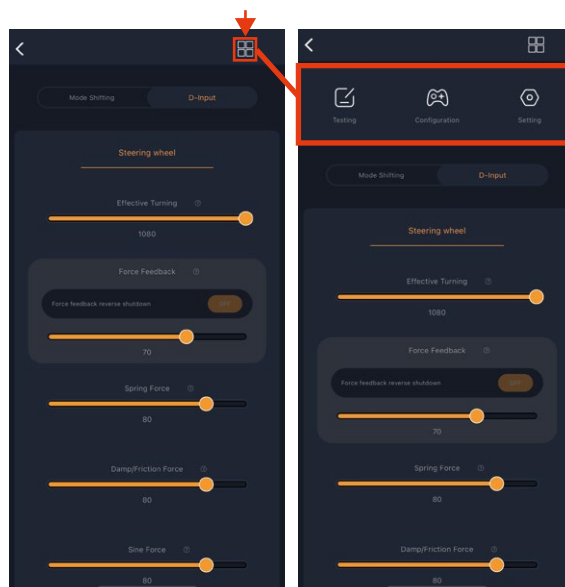 Mode Shifting
D-Input
Steering wheel
Effective Turning ?
1080
Force Feedback ?
Force feedback reverse shutdown OFF
70
Spring Force ?
80
Damp/Friction Force ?
80
Sine Force ?
80
Testing
Configuration
Setting
Mode Shifting
D-Input
Steering wheel
Effective Turning ?
1080
Force Feedback ?
Force feedback reverse shutdown OFF
70
Spring Force ?
80
Damp/Friction Force ?
80